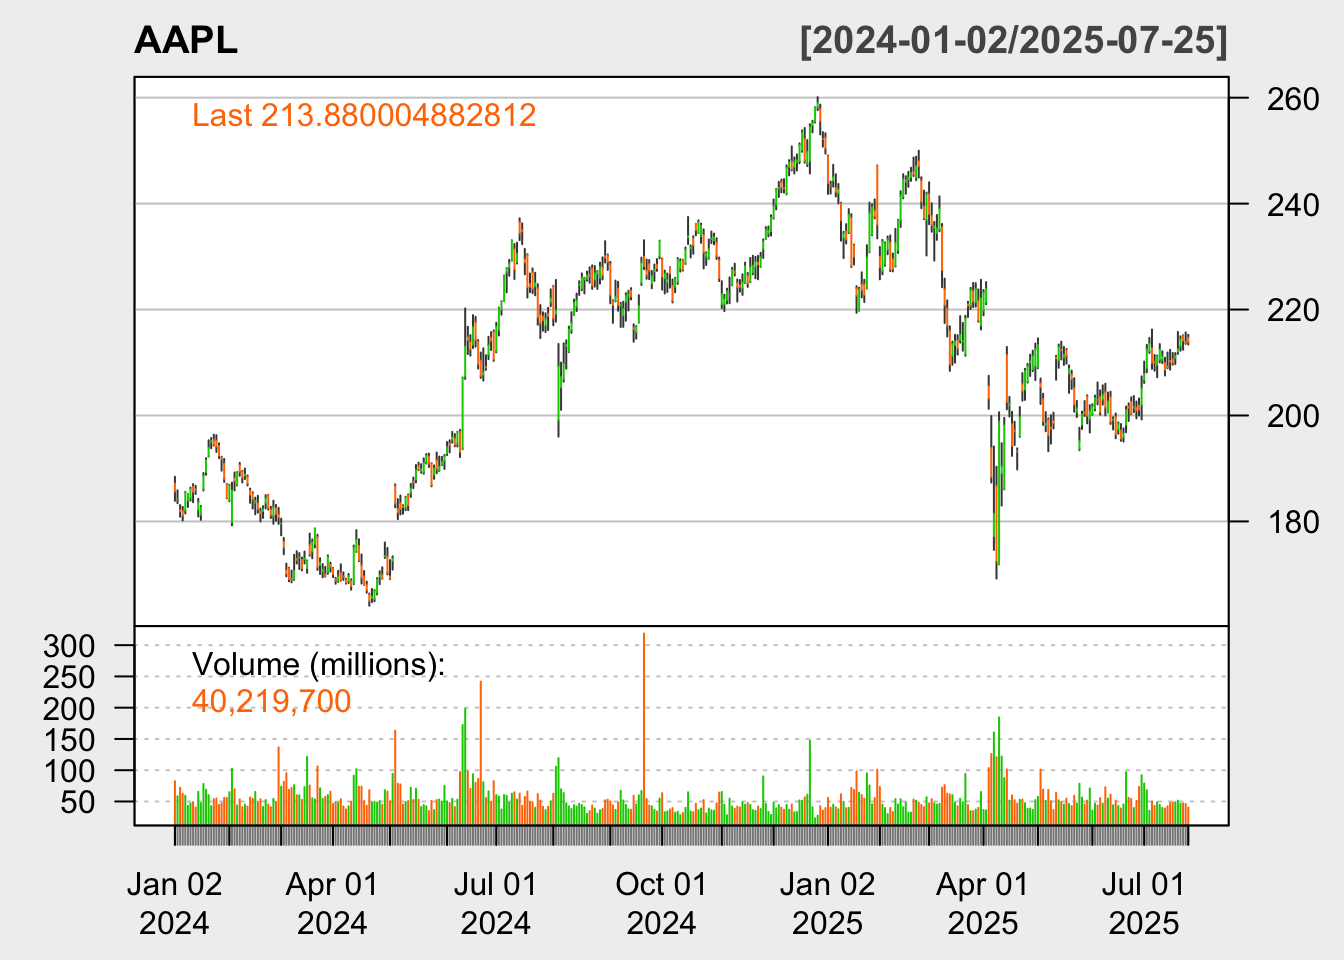 AAPL [2024-01-02/2025-07-25]
Last 213.880004882812
260
240
220
200
180
Volume (millions):
40,219,700
300
250
200
150
100
50
Jan 02 Apr 01 Jul 01 Oct 01 Jan 02 Apr 01 Jul 01
2024 2024 2024 2024 2025 2025 2025